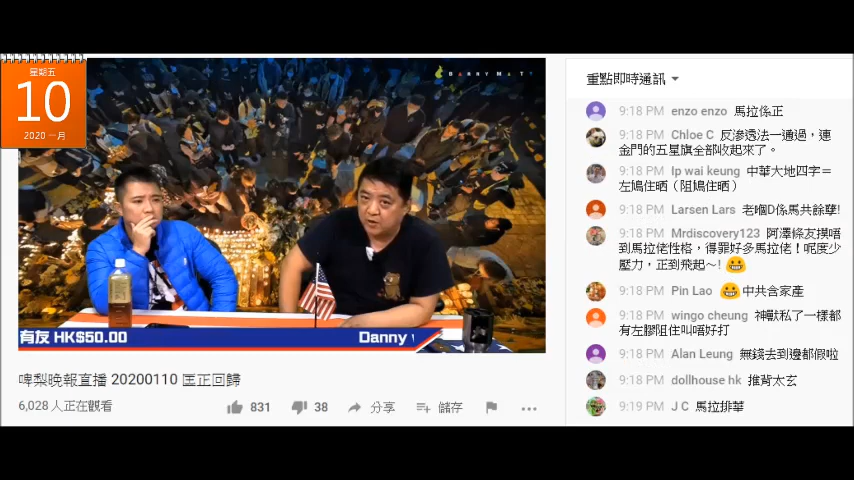 星期五
10
2020 一月
DANNYMATT
有友 HK$50.00
Danny
啤梨晚報直播 20200110 匡正回歸
6,028 人正在觀看
831
38
分享
儲存
重點即時通訊
9:18 PM enzo enzo 馬拉係正
9:18 PM Chloe C 反滲透法一通過，連
金門的五星旗全部收起來了。
9:18 PM Ip wai keung 中華大地四字＝
左鳩住晒（阻鳩住晒）
9:18 PM Larsen Lars 老嗰D係馬共餘孽!
9:18 PM Mrdiscovery123 阿澤條友摸唔
到馬拉佬性格，得罪好多馬拉佬！呢度少
壓力，正到飛起～!
9:18 PM Pin Lao 中共含家產
9:18 PM wingo cheung 神獸私了一樣都
有左膠阻住叫唔好打
9:18 PM Alan Leung 無錢去到邊都假啦
9:18 PM dollhouse hk 推背太玄
9:19 PM J C 馬拉排華